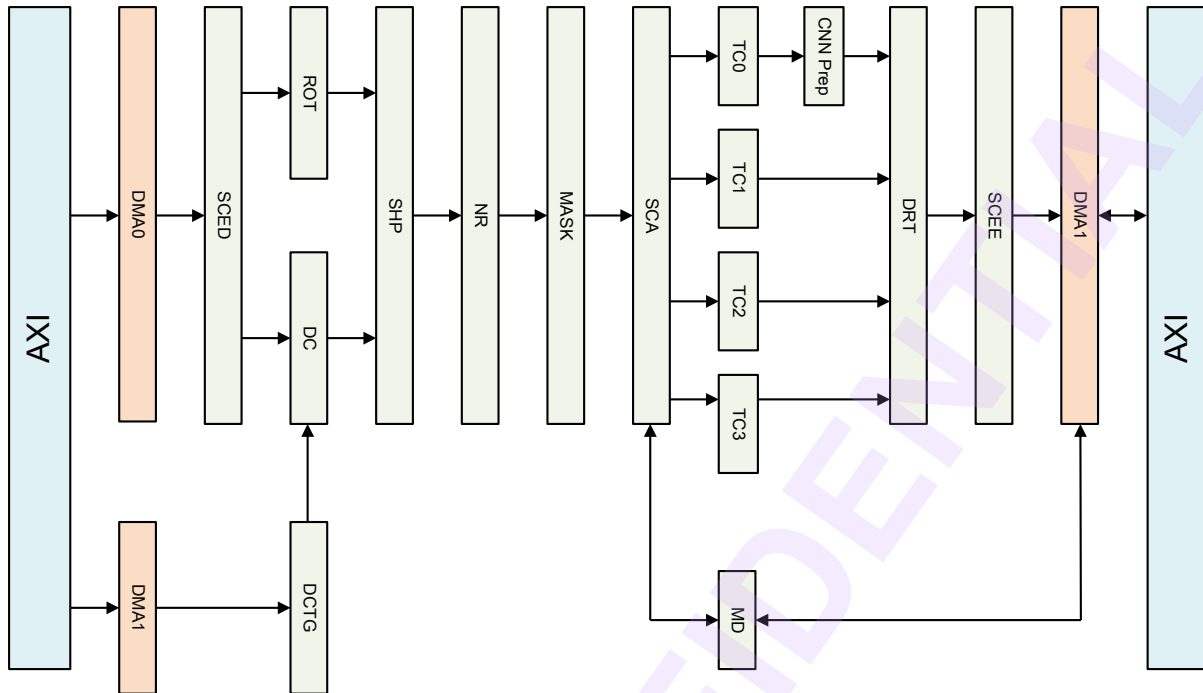 AXI
DMA0
DMA1
SCED
ROT
DC
DCTG
SHP
NR
MASK
SCA
TC0
TC1
TC2
TC3
MD
CNN Prep
DRT
SCEE
DMA1
AXI
FIDENTIAL